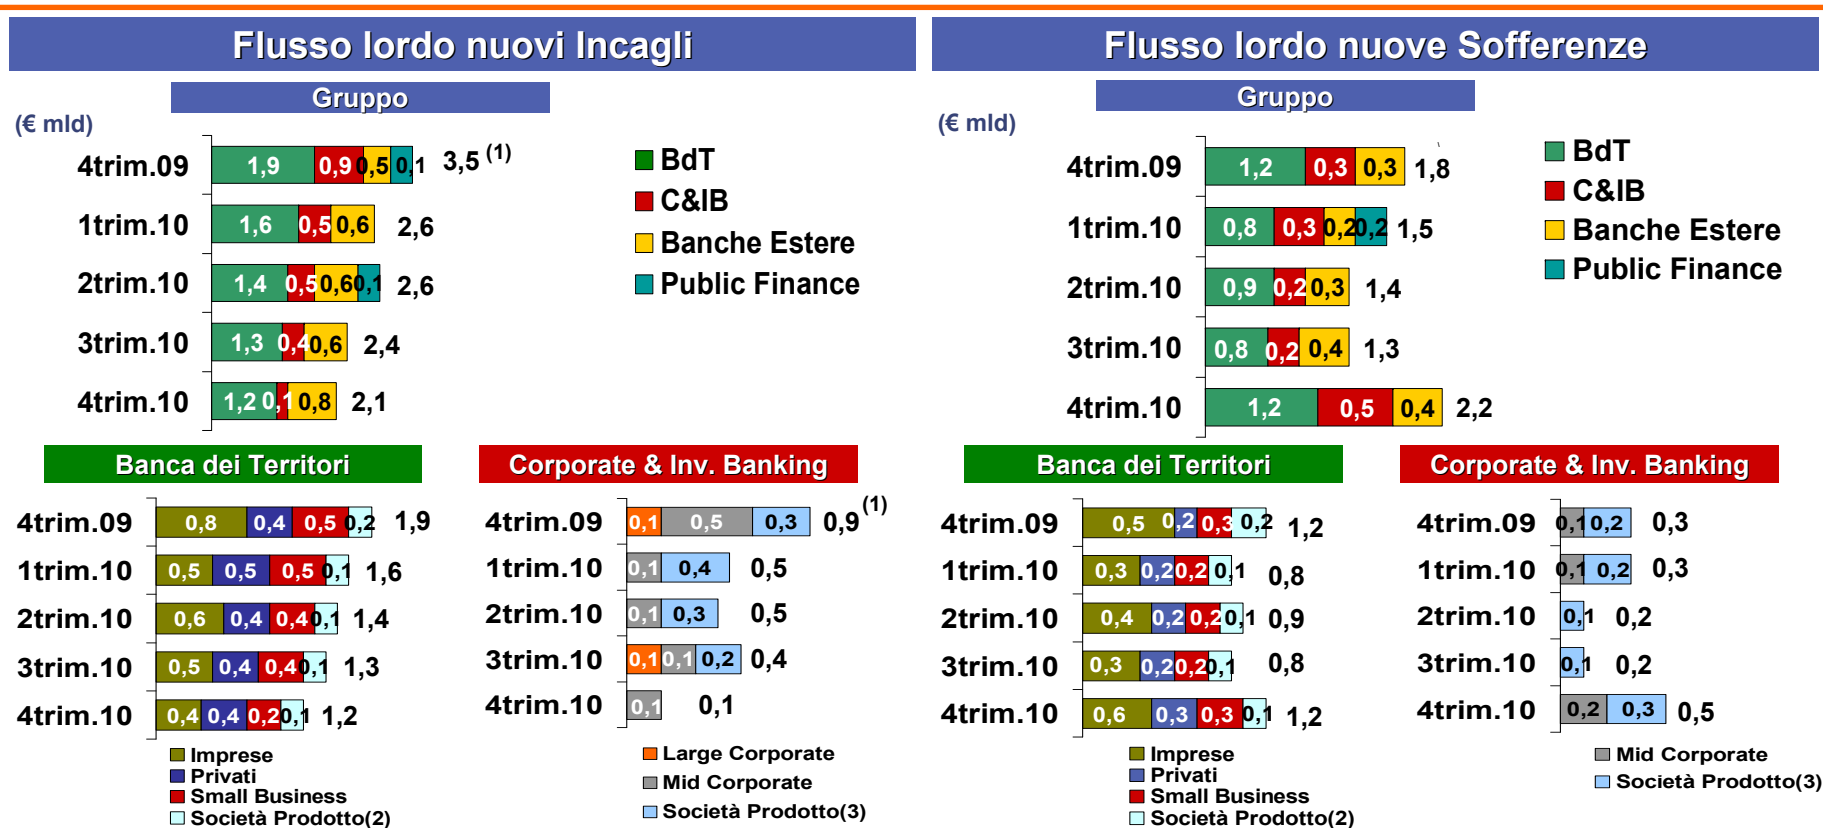 Flusso lordo nuovi Incagli
Gruppo
(€ mld)
4trim.09 1,9 0,9 0,5 0,1 3,5 (1)
1trim.10 1,6 0,5 0,6 2,6
2trim.10 1,4 0,5 0,6 0,1 2,6
3trim.10 1,3 0,4 0,6 2,4
4trim.10 1,2 0,1 0,8 2,1
BdT
C&IB
Banche Estere
Public Finance
Banca dei Territori
4trim.09 0,8 0,4 0,5 0,2 1,9
1trim.10 0,5 0,5 0,5 0,1 1,6
2trim.10 0,6 0,4 0,4 0,1 1,4
3trim.10 0,5 0,4 0,4 0,1 1,3
4trim.10 0,4 0,4 0,2 0,1 1,2
Imprese
Privati
Small Business
Società Prodotto(2)
Corporate & Inv. Banking
4trim.09 0,1 0,5 0,3 0,9 (1)
1trim.10 0,1 0,4 0,5
2trim.10 0,1 0,3 0,5
3trim.10 0,1 0,1 0,2 0,4
4trim.10 0,1 0,1
Large Corporate
Mid Corporate
Società Prodotto(3)
Flusso lordo nuove Sofferenze
Gruppo
(€ mld)
4trim.09 1,2 0,3 0,3 1,8
1trim.10 0,8 0,3 0,2 0,2 1,5
2trim.10 0,9 0,2 0,3 1,4
3trim.10 0,8 0,2 0,4 1,3
4trim.10 1,2 0,5 0,4 2,2
BdT
C&IB
Banche Estere
Public Finance
Banca dei Territori
4trim.09 0,5 0,2 0,3 0,2 1,2
1trim.10 0,3 0,2 0,2 0,1 0,8
2trim.10 0,4 0,2 0,2 0,1 0,9
3trim.10 0,3 0,2 0,2 0,1 0,8
4trim.10 0,6 0,3 0,3 0,1 1,2
Imprese
Privati
Small Business
Società Prodotto(2)
Corporate & Inv. Banking
4trim.09 0,1 0,2 0,3
1trim.10 0,1 0,2 0,3
2trim.10 0,1 0,2
3trim.10 0,1 0,2
4trim.10 0,2 0,3 0,5
Mid Corporate
Società Prodotto(3)